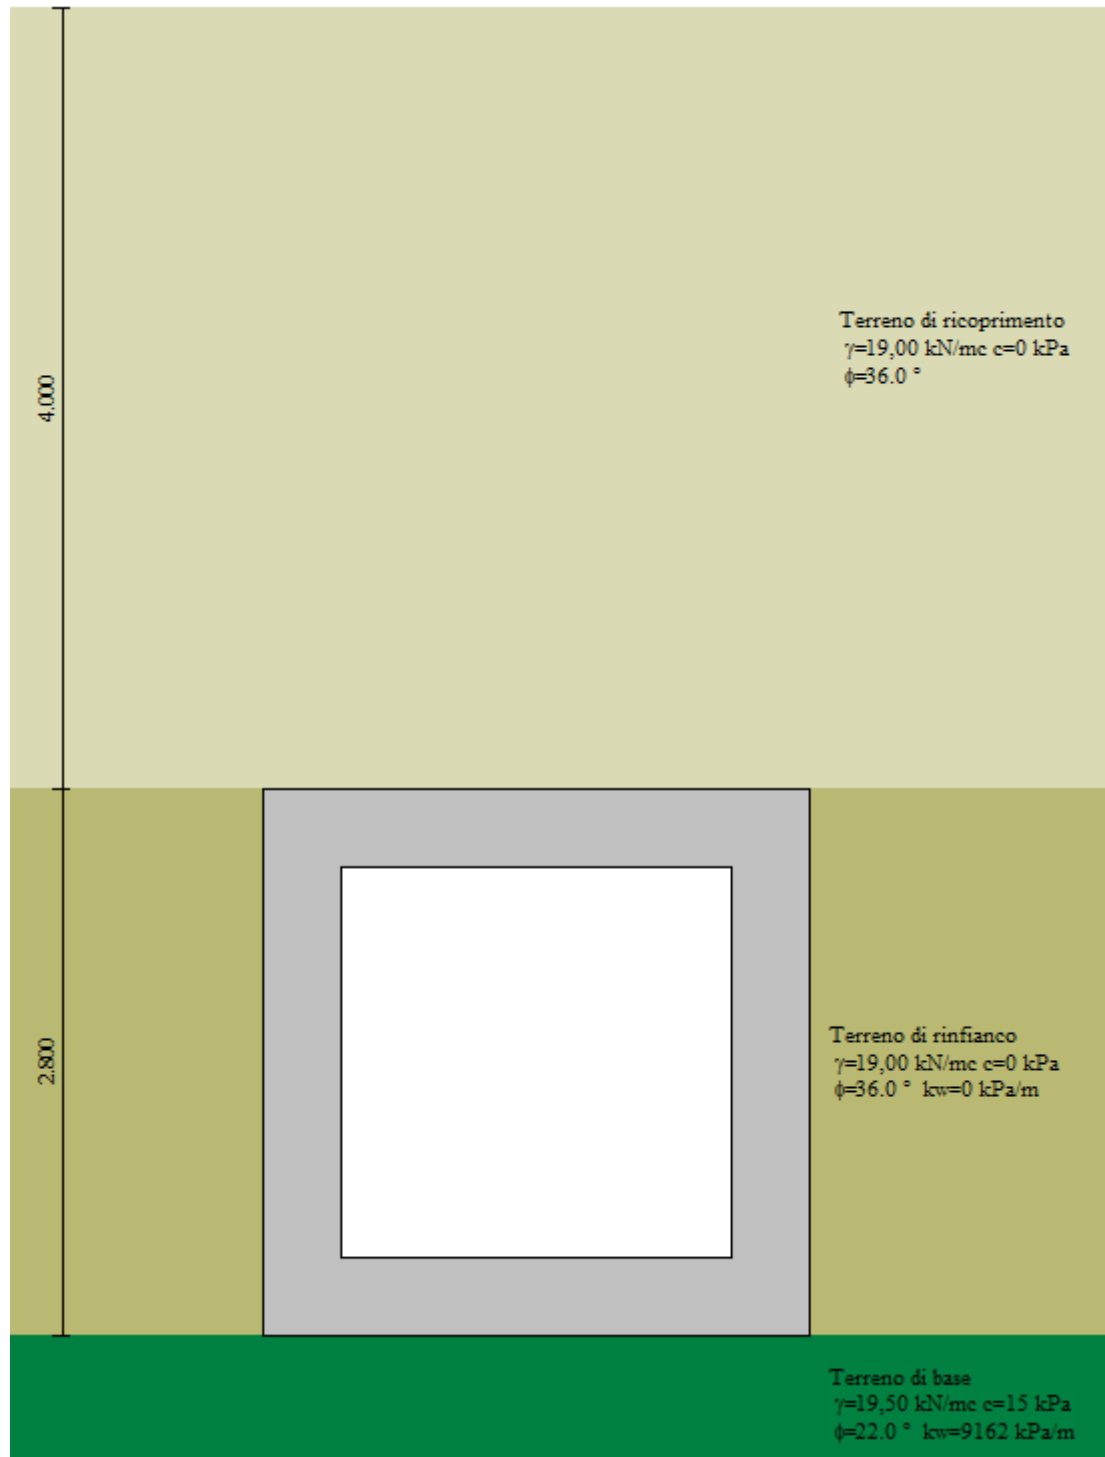 Terreno di ricoprimento
γ=19,00 kN/mc c=0 kPa
ϕ=36.0 °
4.000
Terreno di rinfianco
γ=19,00 kN/mc c=0 kPa
ϕ=36.0 ° kw=0 kPa/m
2.800
Terreno di base
γ=19,50 kN/mc c=15 kPa
ϕ=22.0 ° kw=9162 kPa/m